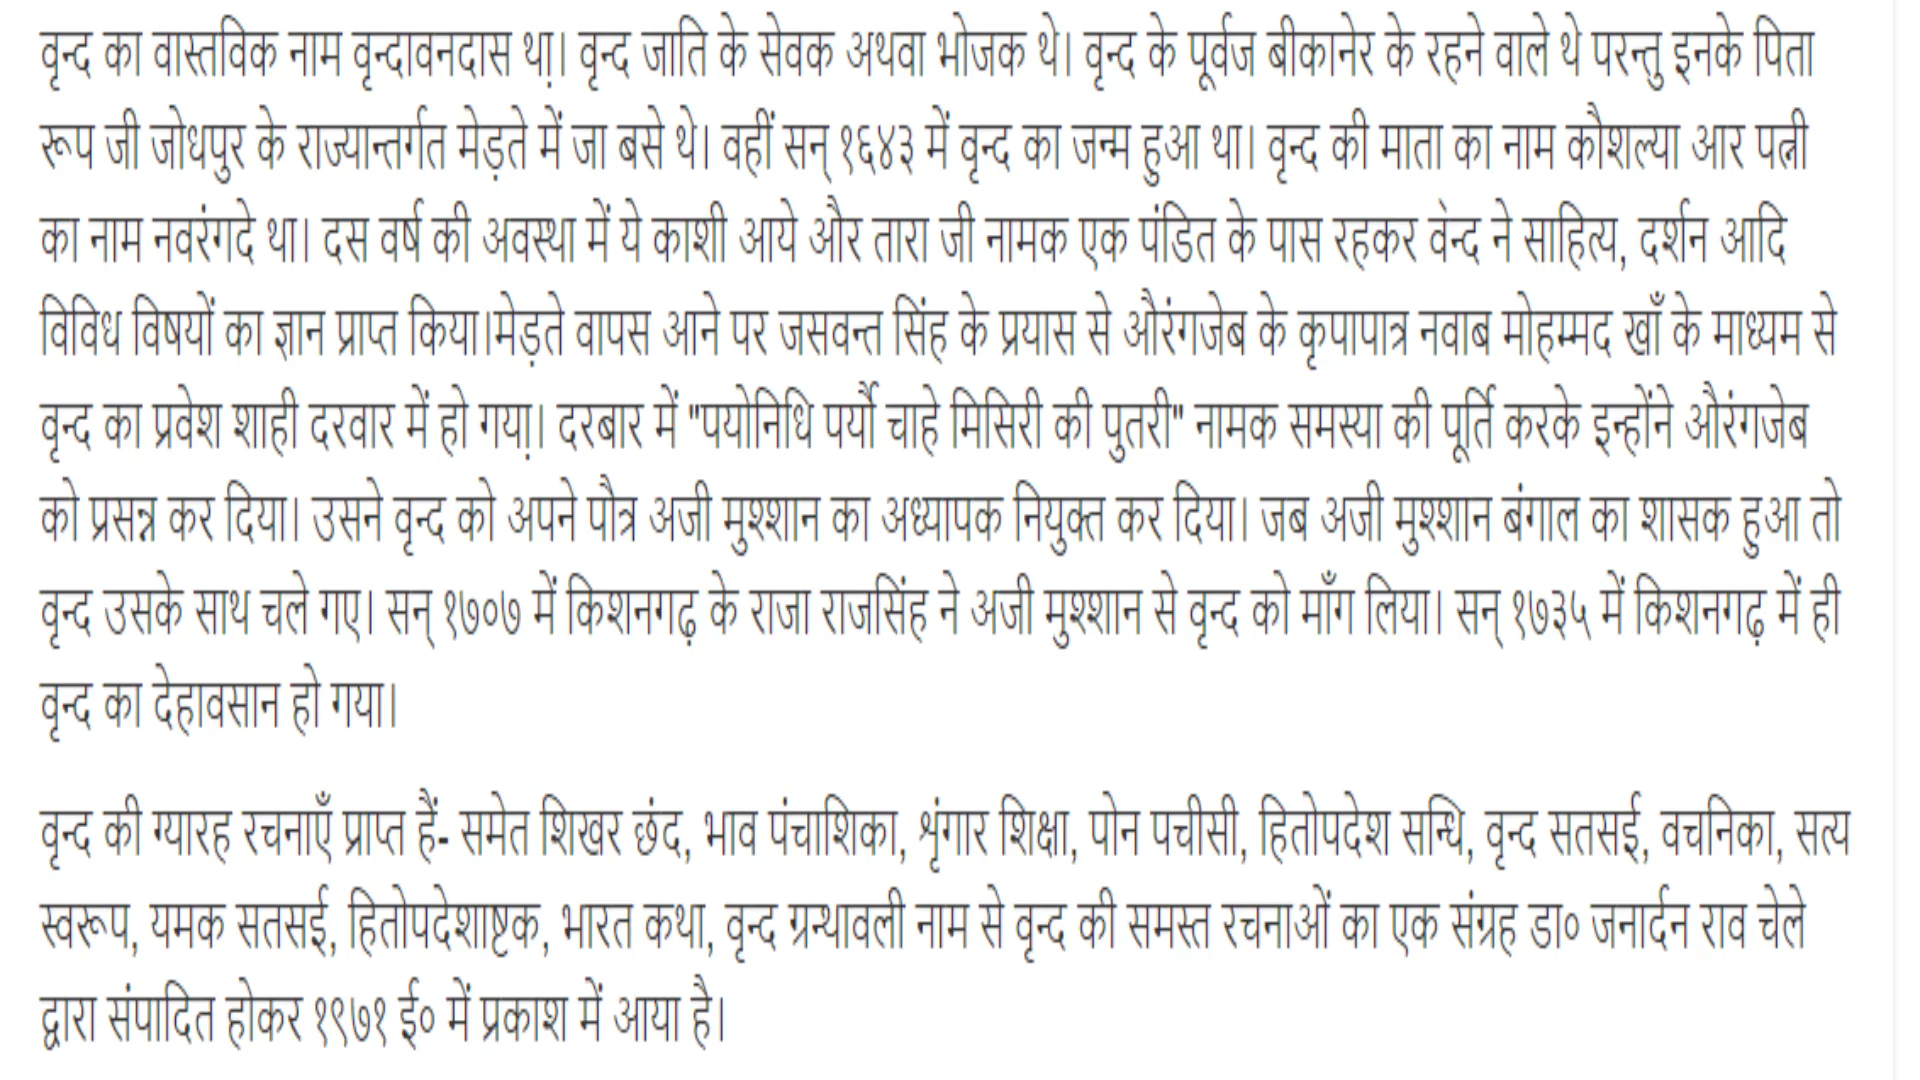 वृन्द का वास्तविक नाम वृन्दावनदास था़। वृन्द जाति के सेवक अथवा भोजक थे। वृन्द के पूर्वज बीकानेर के रहने वाले थे परन्तु इनके पिता
रूप जी जोधपुर के राज्यान्तर्गत मेड़ते में जा बसे थे। वहीं सन् १६४३ में वृन्द का जन्म हुआ था। वृन्द की माता का नाम कौशल्या आर पत्नी
का नाम नवरंगदे था। दस वर्ष की अवस्था में ये काशी आये और तारा जी नामक एक पंडित के पास रहकर वे॑न्द ने साहित्य, दर्शन आदि
विविध विषयों का ज्ञान प्राप्त किया।मेड़ते वापस आने पर जसवन्त सिंह के प्रयास से औरंगजेब के कृपापात्र नवाब मोहम्मद खाँ के माध्यम से
वृन्द का प्रवेश शाही दरवार में हो गया़। दरबार में "पयोनिधि पर्यौ चाहे मिसिरी की पुतरी" नामक समस्या की पूर्ति करके इन्होंने औरंगजेब
को प्रसन्न कर दिया। उसने वृन्द को अपने पौत्र अजी मुश्शान का अध्यापक नियुक्त कर दिया। जब अजी मुश्शान बंगाल का शासक हुआ तो
वृन्द उसके साथ चले गए। सन् १७०७ में किशनगढ़ के राजा राजसिंह ने अजी मुश्शान से वृन्द को माँग लिया। सन् १७३५ में किशनगढ़ में ही
वृन्द का देहावसान हो गया।
वृन्द की ग्यारह रचनाएँ प्राप्त हैं- समेत शिखर छंद, भाव पंचाशिका, शृंगार शिक्षा, पोन पचीसी, हितोपदेश सन्धि, वृन्द सतसई, वचनिका, सत्य
स्वरूप, यमक सतसई, हितोपदेशाष्टक, भारत कथा, वृन्द ग्रन्थावली नाम से वृन्द की समस्त रचनाओं का एक संग्रह डा० जनार्दन राव चेले
द्वारा संपादित होकर १९७१ ई० में प्रकाश में आया है।